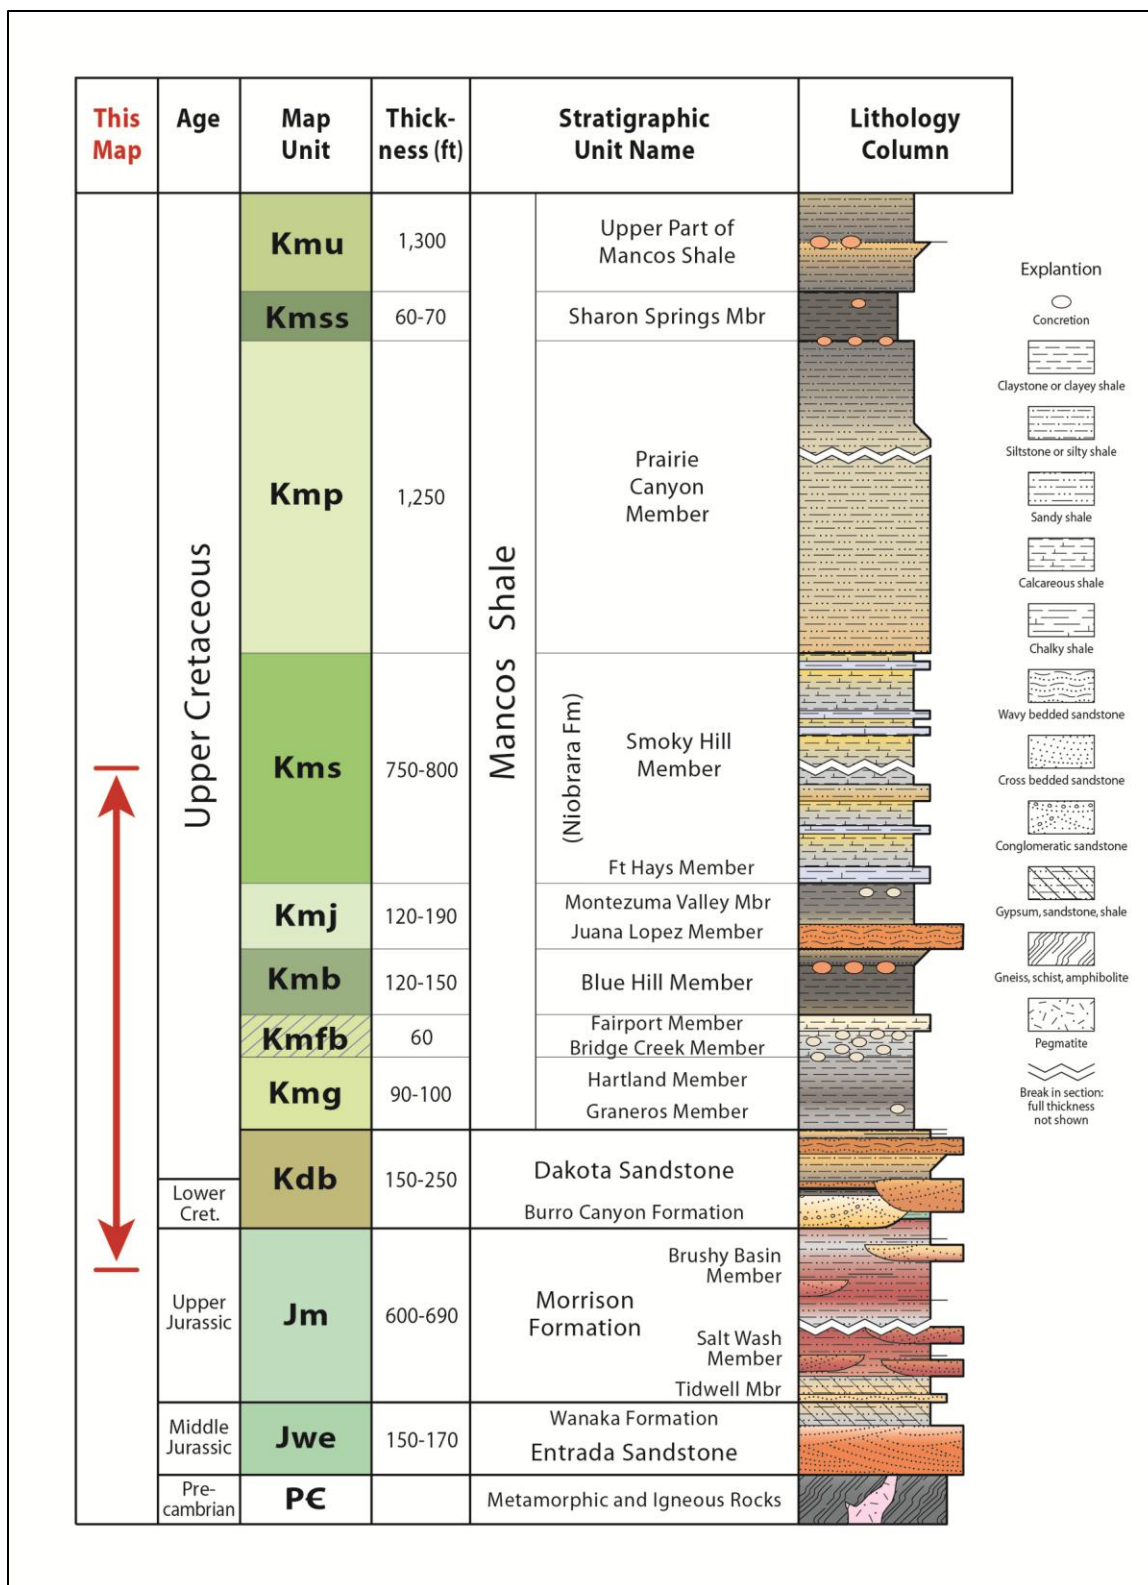 This
Map
Age
Map
Unit
Thick-
ness (ft)
Stratigraphic
Unit Name
Lithology
Column
Upper Cretaceous
Mancos Shale
Kmu
1,300
Upper Part of
Mancos Shale
Kmss
60-70
Sharon Springs Mbr
Kmp
1,250
Prairie
Canyon
Member
Kms
750-800
(Niobrara Fm)
Smoky Hill
Member
Ft Hays Member
Kmj
120-190
Montezuma Valley Mbr
Juana Lopez Member
Kmb
120-150
Blue Hill Member
Kmfb
60
Fairport Member
Bridge Creek Member
Kmg
90-100
Hartland Member
Graneros Member
Lower
Cret.
Kdb
150-250
Dakota Sandstone
Burro Canyon Formation
Upper
Jurassic
Jm
600-690
Morrison
Formation
Brushy Basin
Member
Salt Wash
Member
Tidwell Mbr
Middle
Jurassic
Jwe
150-170
Wanaka Formation
Entrada Sandstone
Pre-
cambrian
P€
Metamorphic and Igneous Rocks
Explantion
Concretion
Claystone or clayey shale
Siltstone or silty shale
Sandy shale
Calcareous shale
Chalky shale
Wavy bedded sandstone
Cross bedded sandstone
Conglomeratic sandstone
Gypsum, sandstone, shale
Gneiss, schist, amphibolite
Pegmatite
Break in section:
full thickness
not shown